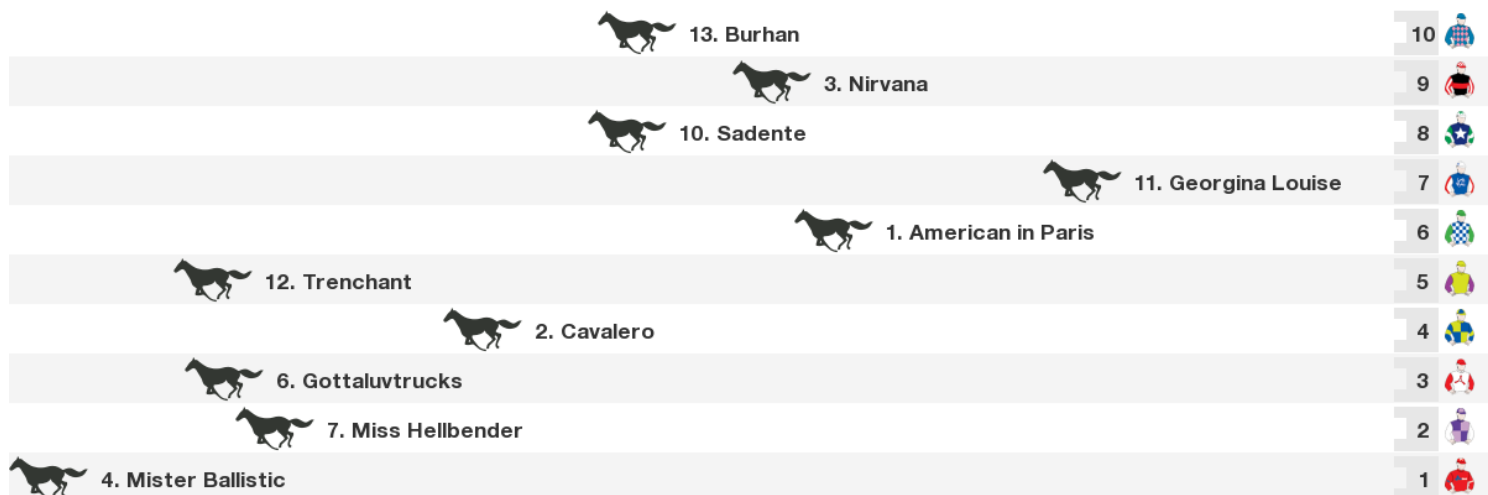 13. Burhan 10
3. Nirvana 9
10. Sadente 8
11. Georgina Louise 7
1. American in Paris 6
12. Trenchant 5
2. Cavalero 4
6. Gottaluvtrucks 3
7. Miss Hellbender 2
4. Mister Ballistic 1